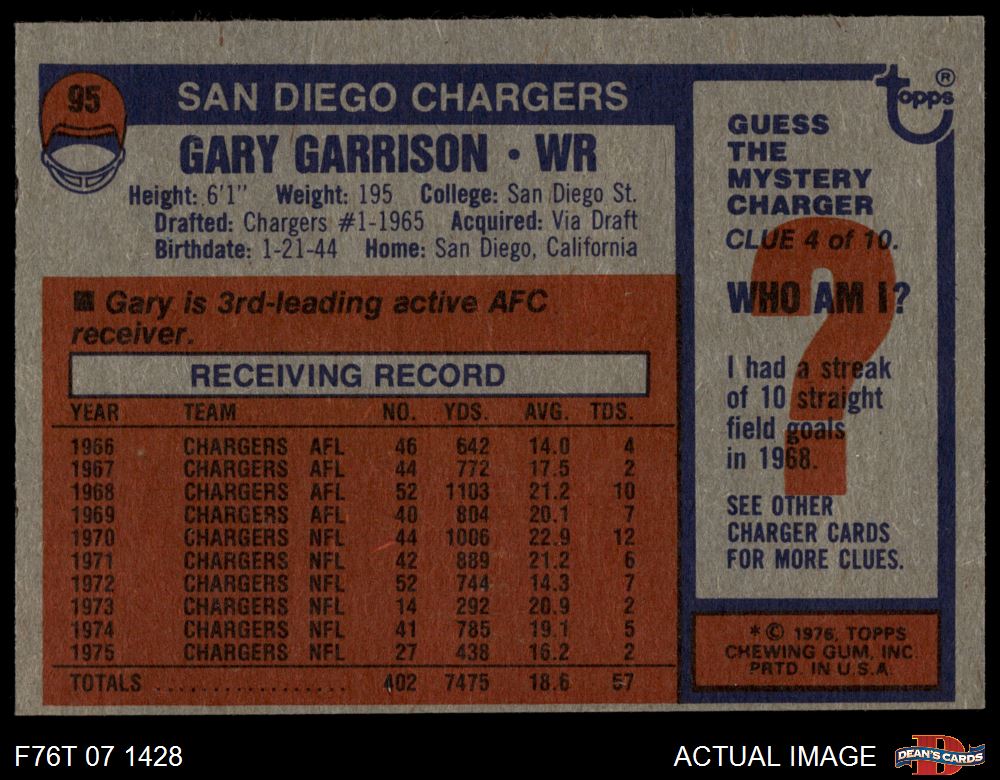 95
SAN DIEGO CHARGERS
GARY GARRISON • WR
Height: 6'1" Weight: 195 College: San Diego St.
Drafted: Chargers #1-1965 Acquired: Via Draft
Birthdate: 1-21-44 Home: San Diego, California
■ Gary is 3rd-leading active AFC
receiver.
RECEIVING RECORD
YEAR TEAM NO. YDS. AVG. TDS.
1966 CHARGERS AFL 46 642 14.0 4
1967 CHARGERS AFL 44 772 17.5 2
1968 CHARGERS AFL 52 1103 21.2 10
1969 CHARGERS AFL 40 804 20.1 7
1970 CHARGERS NFL 44 1006 22.9 12
1971 CHARGERS NFL 42 889 21.2 6
1972 CHARGERS NFL 52 744 14.3 7
1973 CHARGERS NFL 14 292 20.9 2
1974 CHARGERS NFL 41 785 19.1 5
1975 CHARGERS NFL 27 438 16.2 2
TOTALS .................. 402 7475 18.6 57
topps ®
GUESS
THE
MYSTERY
CHARGER
CLUE 4 of 10.
?
WHO AM I?
I had a streak
of 10 straight
field goals
in 1968.
SEE OTHER
CHARGER CARDS
FOR MORE CLUES.
* © 1976, TOPPS
CHEWING GUM, INC.
PRTD. IN U.S.A.
F76T 07 1428
ACTUAL IMAGE
D
DEAN'S CARDS